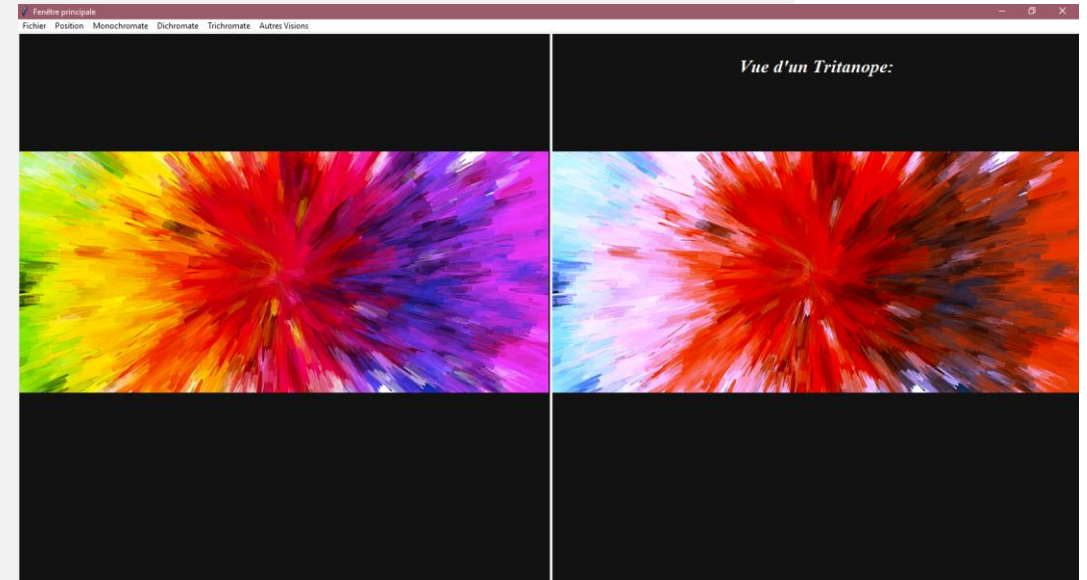 Fenêtre principale
Fichier Position Monochromate Dichromate Trichromate Autres Visions
Vue d'un Tritanope: